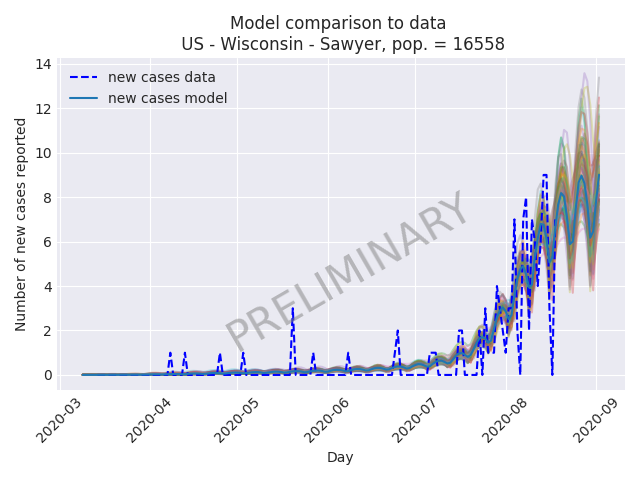 Model comparison to data
US - Wisconsin - Sawyer, pop. = 16558
14
12
10
8
6
4
2
0
Number of new cases reported
new cases data
new cases model
PRELIMINARY
2020-03
2020-04
2020-05
2020-06
2020-07
2020-08
2020-09
Day